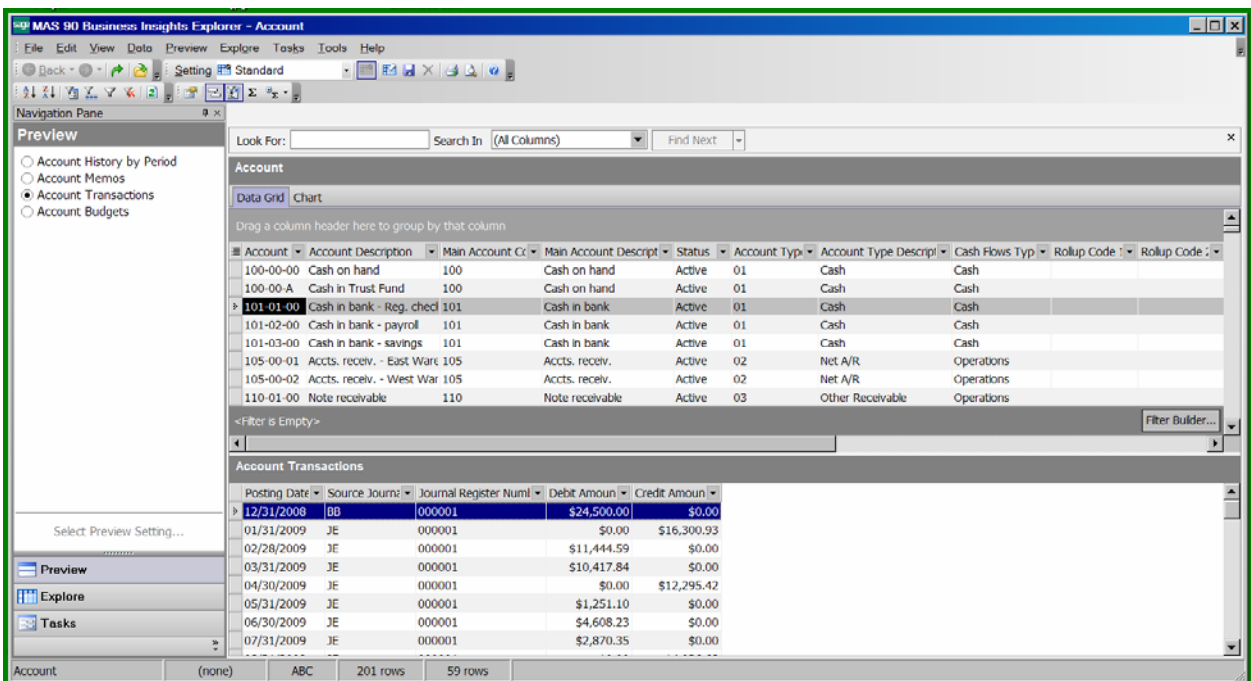 MAS 90 Business Insights Explorer - Account
File Edit View Data Preview Explore Tasks Tools Help
Back Setting Standard
Navigation Pane
Preview
Account History by Period
Account Memos
Account Transactions
Account Budgets
Select Preview Setting...
Preview
Explore
Tasks
Look For: Search In (All Columns) Find Next
Account
Data Grid Chart
Drag a column header here to group by that column
Account Account Description Main Account Cc Main Account Descript Status Account Typ Account Type Descript Cash Flows Typ Rollup Code Rollup Code
100-00-00 Cash on hand 100 Cash on hand Active 01 Cash Cash
100-00-A Cash in Trust Fund 100 Cash on hand Active 01 Cash Cash
101-01-00 Cash in bank - Reg. check 101 Cash in bank Active 01 Cash Cash
101-02-00 Cash in bank - payroll 101 Cash in bank Active 01 Cash Cash
101-03-00 Cash in bank - savings 101 Cash in bank Active 01 Cash Cash
105-00-01 Accts. receiv. - East Ware 105 Accts. receiv. Active 02 Net A/R Operations
105-00-02 Accts. receiv. - West War 105 Accts. receiv. Active 02 Net A/R Operations
110-01-00 Note receivable 110 Note receivable Active 03 Other Receivable Operations
<Filter is Empty> Filter Builder...
Account Transactions
Posting Date Source Journa Journal Register Numl Debit Amoun Credit Amoun
12/31/2008 BB 000001 $24,500.00 $0.00
01/31/2009 JE 000001 $0.00 $16,300.93
02/28/2009 JE 000001 $11,444.59 $0.00
03/31/2009 JE 000001 $10,417.84 $0.00
04/30/2009 JE 000001 $0.00 $12,295.42
05/31/2009 JE 000001 $1,251.10 $0.00
06/30/2009 JE 000001 $4,608.23 $0.00
07/31/2009 JE 000001 $2,870.35 $0.00
Account (none) ABC 201 rows 59 rows